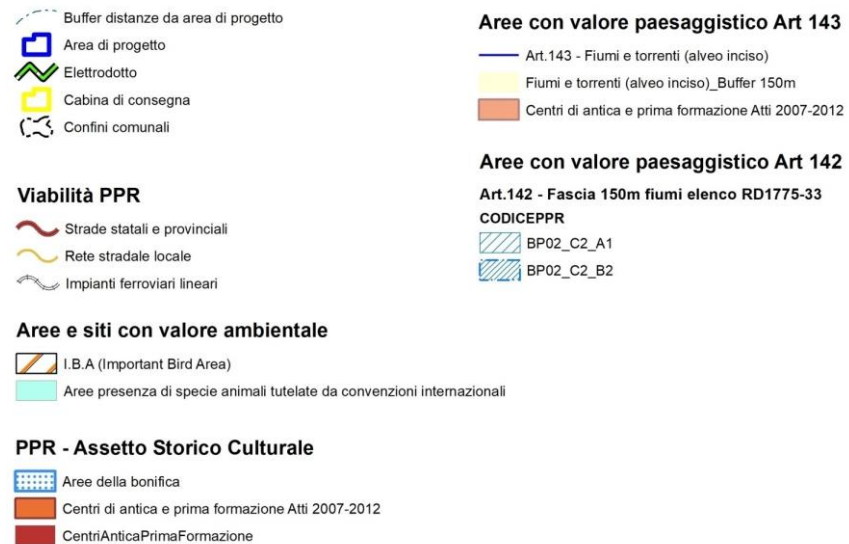 Buffer distanze da area di progetto
Area di progetto
Elettrodotto
Cabina di consegna
Confini comunali
Viabilità PPR
Strade statali e provinciali
Rete stradale locale
Impianti ferroviari lineari
Aree e siti con valore ambientale
I.B.A (Important Bird Area)
Aree presenza di specie animali tutelate da convenzioni internazionali
PPR - Assetto Storico Culturale
Aree della bonifica
Centri di antica e prima formazione Atti 2007-2012
CentriAnticaPrimaFormazione
Aree con valore paesaggistico Art 143
Art.143 - Fiumi e torrenti (alveo inciso)
Fiumi e torrenti (alveo inciso)_Buffer 150m
Centri di antica e prima formazione Atti 2007-2012
Aree con valore paesaggistico Art 142
Art.142 - Fascia 150m fiumi elenco RD1775-33
CODICEPPR
BP02_C2_A1
BP02_C2_B2